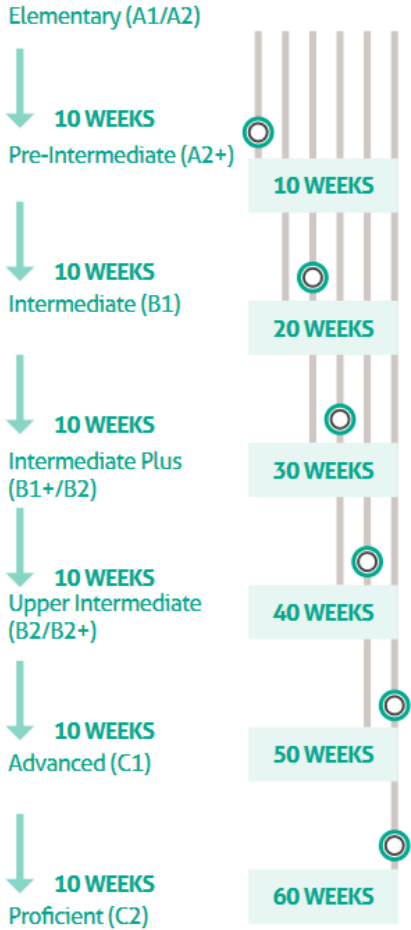 Elementary (A1/A2)
10 WEEKS
Pre-Intermediate (A2+)
10 WEEKS
10 WEEKS
Intermediate (B1)
20 WEEKS
10 WEEKS
Intermediate Plus
(B1+/B2)
30 WEEKS
10 WEEKS
Upper Intermediate
(B2/B2+)
40 WEEKS
10 WEEKS
Advanced (C1)
50 WEEKS
10 WEEKS
Proficient (C2)
60 WEEKS